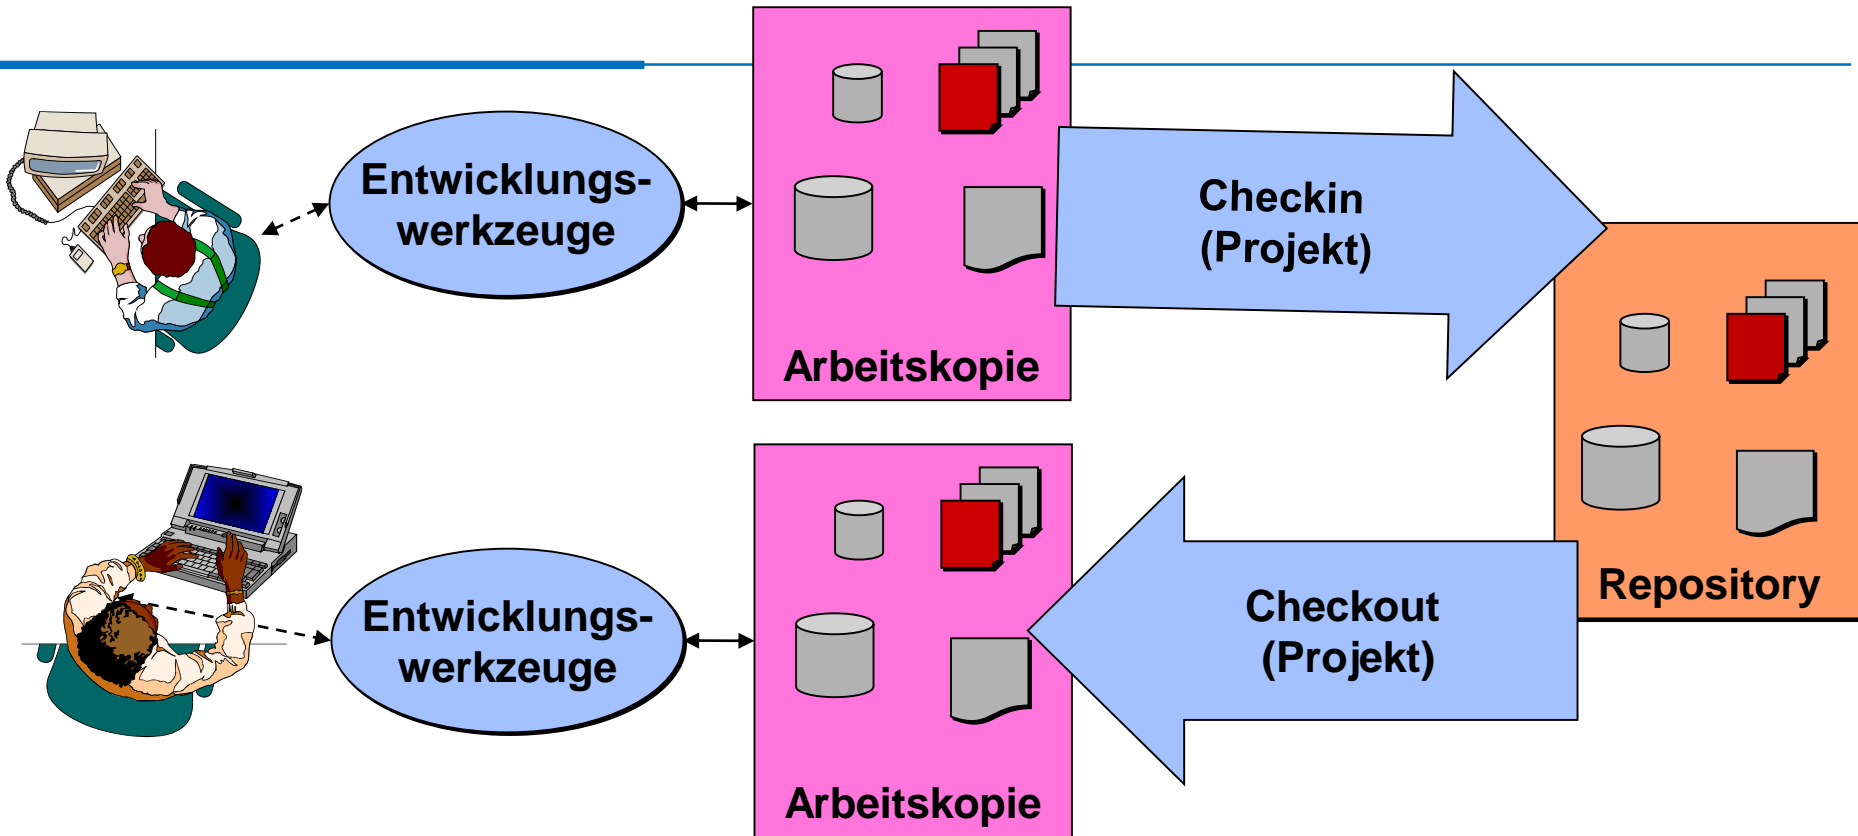 Entwicklungs-
werkzeuge
Arbeitskopie
Checkin
(Projekt)
Repository
Entwicklungs-
werkzeuge
Arbeitskopie
Checkout
(Projekt)